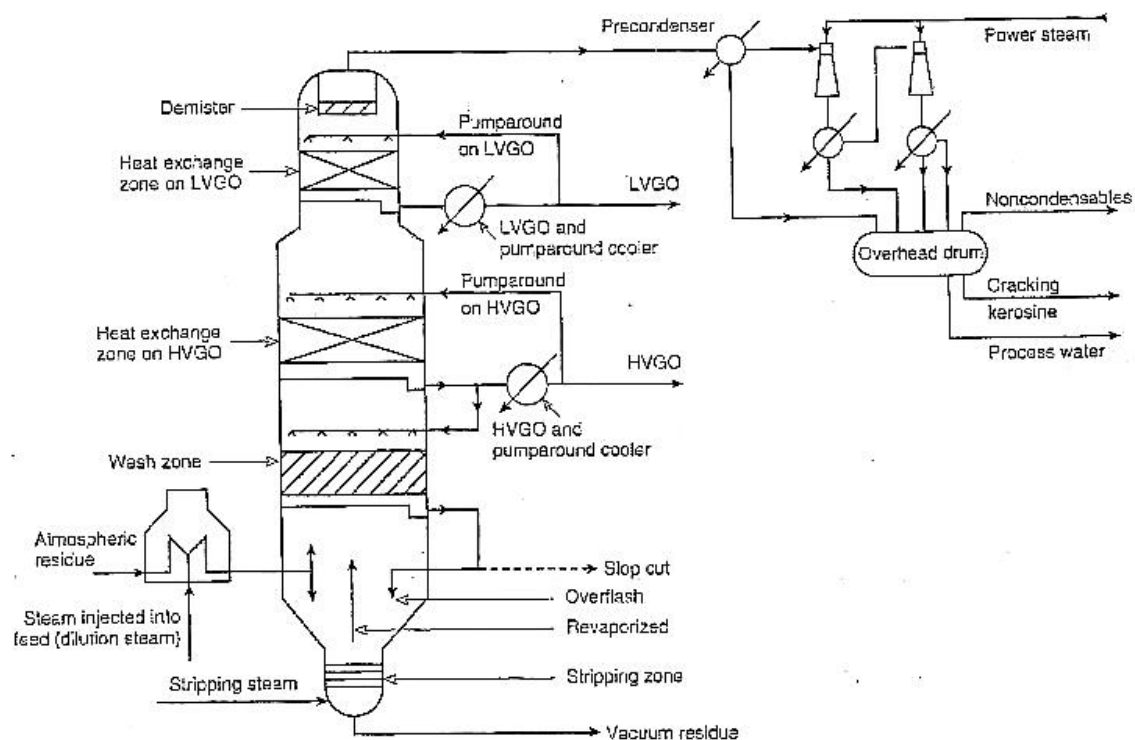 Precondenser
Power steam
Demister
Pumparound
on LVGO
Heat exchange
zone on LVGO
LVGO
LVGO and
pumparound cooler
Noncondensables
Overhead drum
Cracking
kerosine
Process water
Pumparound
on HVGO
Heat exchange
zone on HVGO
HVGO
HVGO and
pumparound cooler
Wash zone
Atmospheric
residue
Slop cut
Overflash
Steam injected into
feed (dilution steam)
Revaporized
Stripping zone
Stripping steam
Vacuum residue